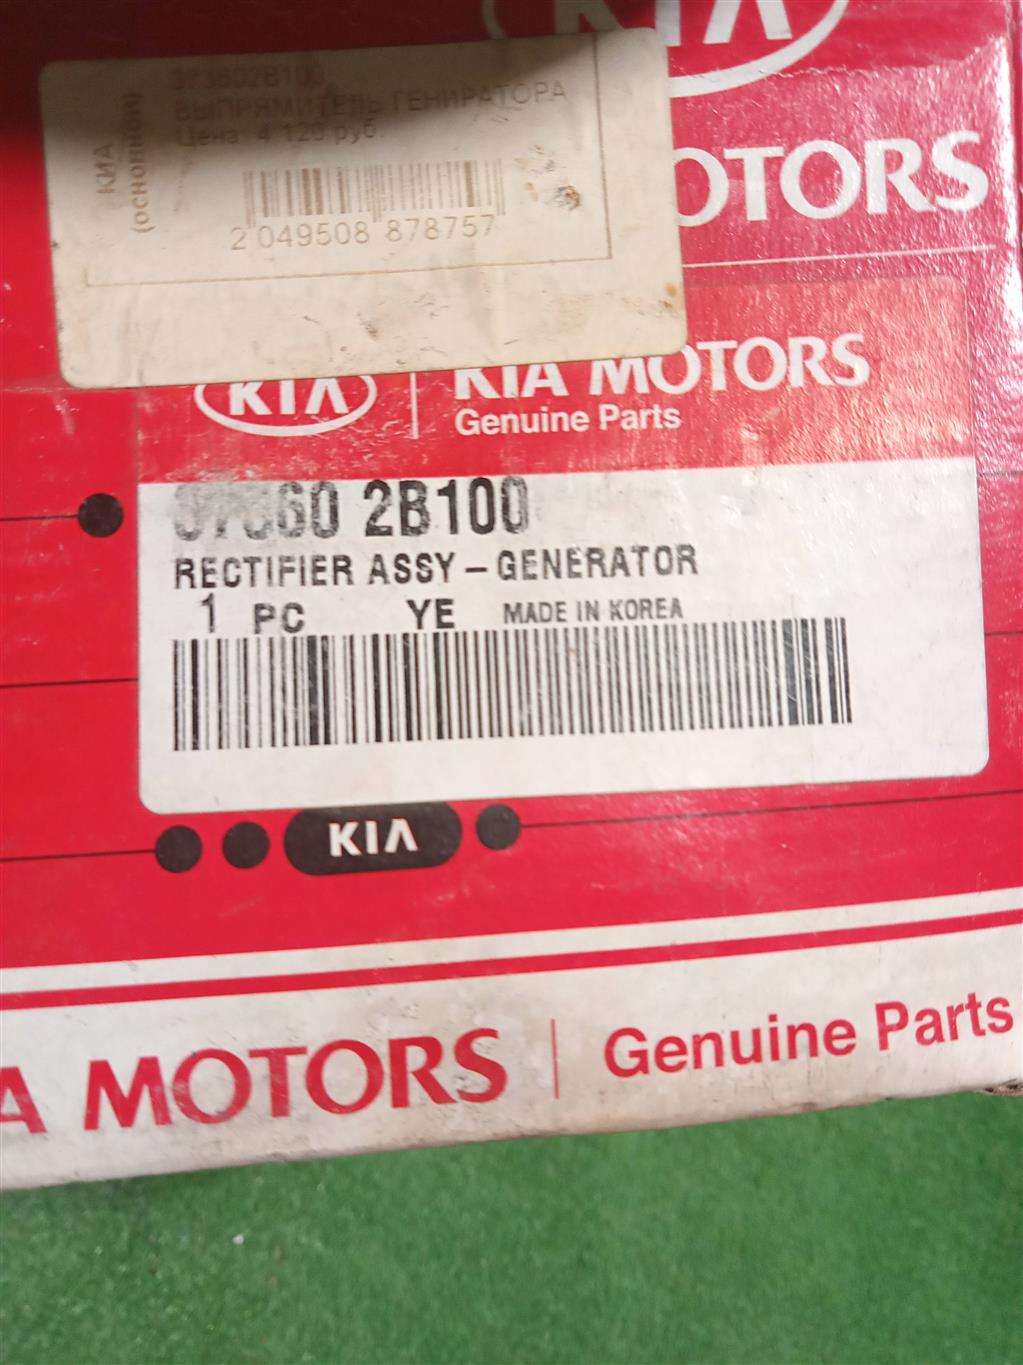 KIA
373602B100
ВЫПРЯМИТЕЛЬ ГЕНИРАТОРА
Цена 4 120 руб.
КИА
(основной)
2 049508 878757
OTORS
KIA
KIA MOTORS
Genuine Parts
37360 2B100
RECTIFIER ASSY – GENERATOR
1 PC YE MADE IN KOREA
KIA
A MOTORS
Genuine Parts